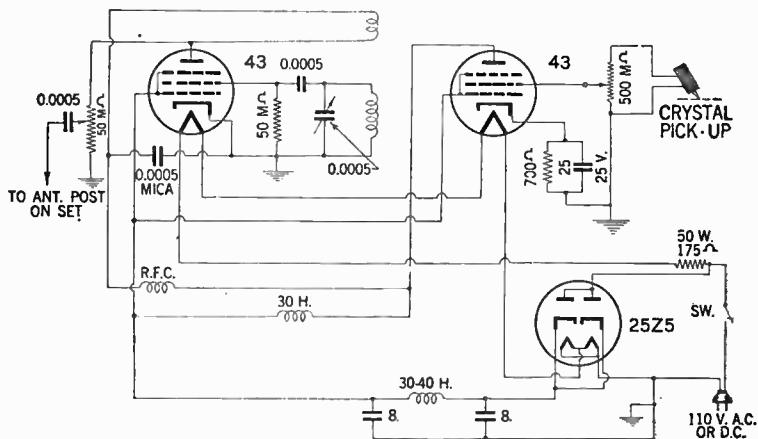 43
0.0005
0.0005
50 MΩ
TO ANT. POST
ON SET
0.0005
MICA
50 MΩ
0.0005
43
500 MΩ
CRYSTAL
PICK-UP
700Ω
25
25 V.
R.F.C.
30 H.
50 W.
175 Ω
SW.
25Z5
30-40 H.
8.
8.
110 V. A.C.
OR D.C.